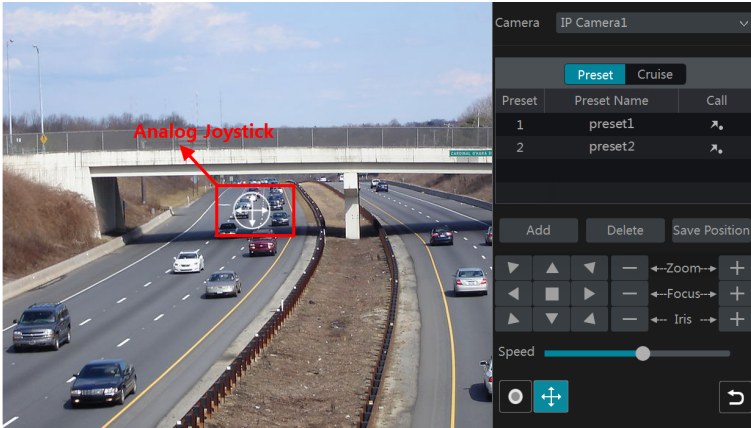 Camera IP Camera1
Preset Cruise
Preset Preset Name Call
1 preset1
2 preset2
Analog Joystick
Add Delete Save Position
Zoom
Focus
Iris
Speed